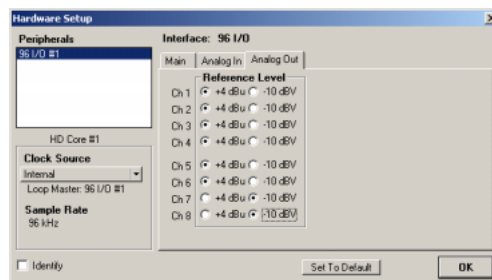 Hardware Setup
Peripherals
96 I/O #1
HD Core #1
Clock Source
Internal
Loop Master: 96 I/O #1
Sample Rate
96 kHz
Identify
Interface: 96 I/O
Main Analog In Analog Out
Reference Level
Ch 1 +4 dBu -10 dBV
Ch 2 +4 dBu -10 dBV
Ch 3 +4 dBu -10 dBV
Ch 4 +4 dBu -10 dBV
Ch 5 +4 dBu -10 dBV
Ch 6 +4 dBu -10 dBV
Ch 7 +4 dBu -10 dBV
Ch 8 +4 dBu -10 dBV
Set To Default
OK